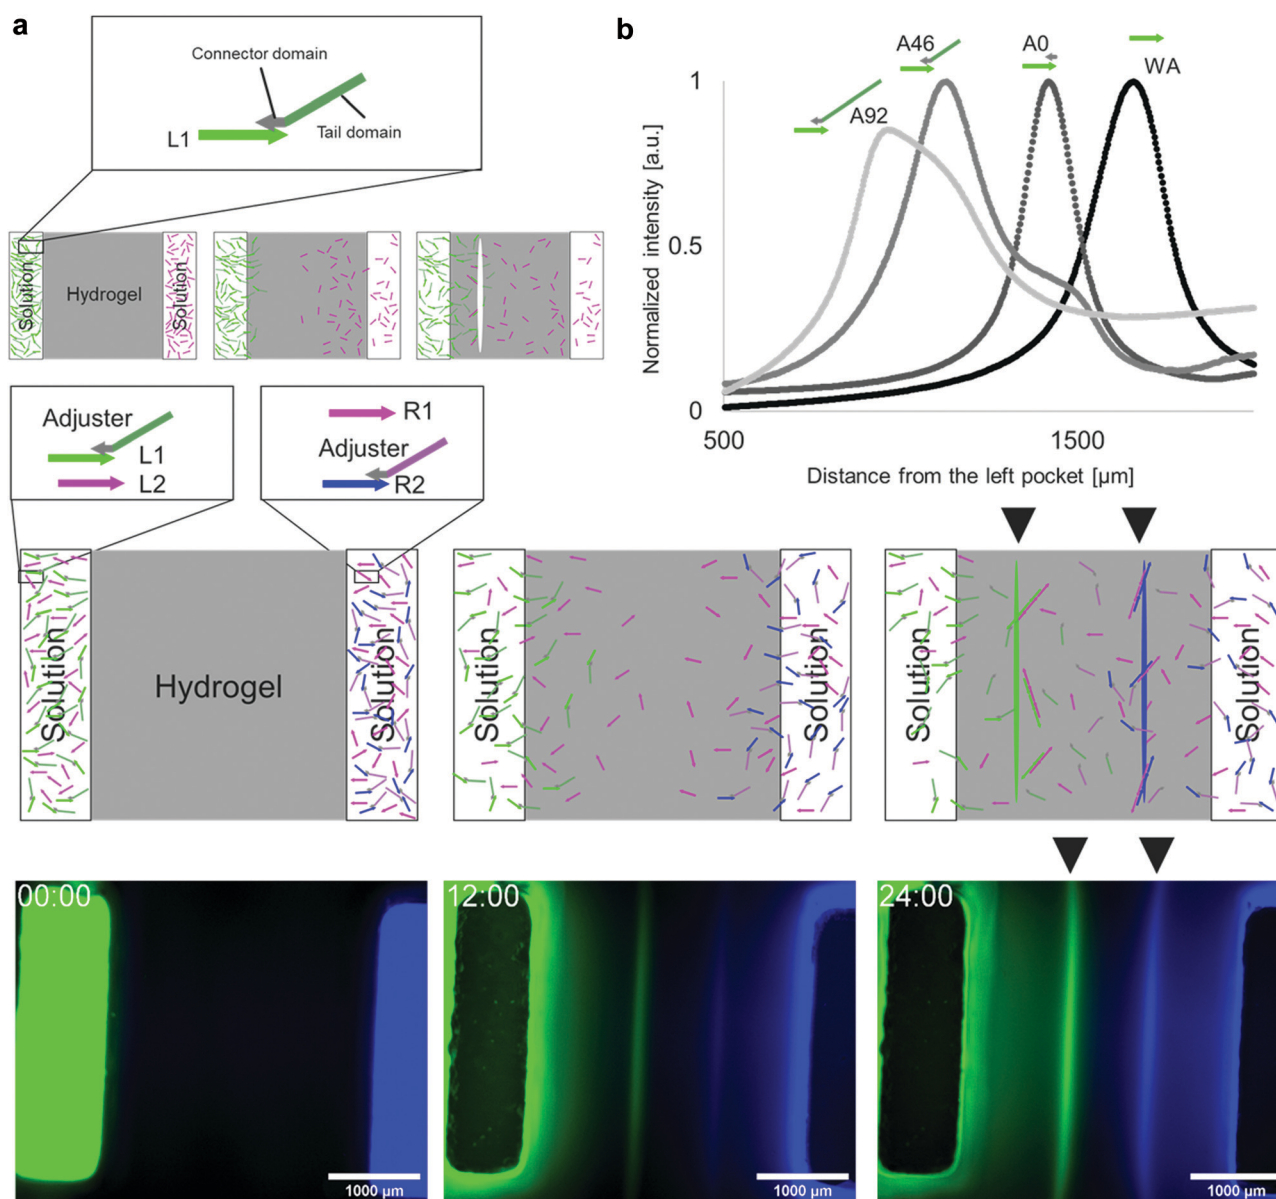 a
Connector domain
L1
Tail domain
Solution
Hydrogel
Solution
b
A46
A0
WA
A92
1
0.5
0
Normalized intensity [a.u.]
500
1500
Distance from the left pocket [µm]
Adjuster
L1
L2
R1
Adjuster
R2
Solution
Hydrogel
Solution
Solution
Solution
Solution
Solution
00:00
1000 µm
12:00
1000 µm
24:00
1000 µm